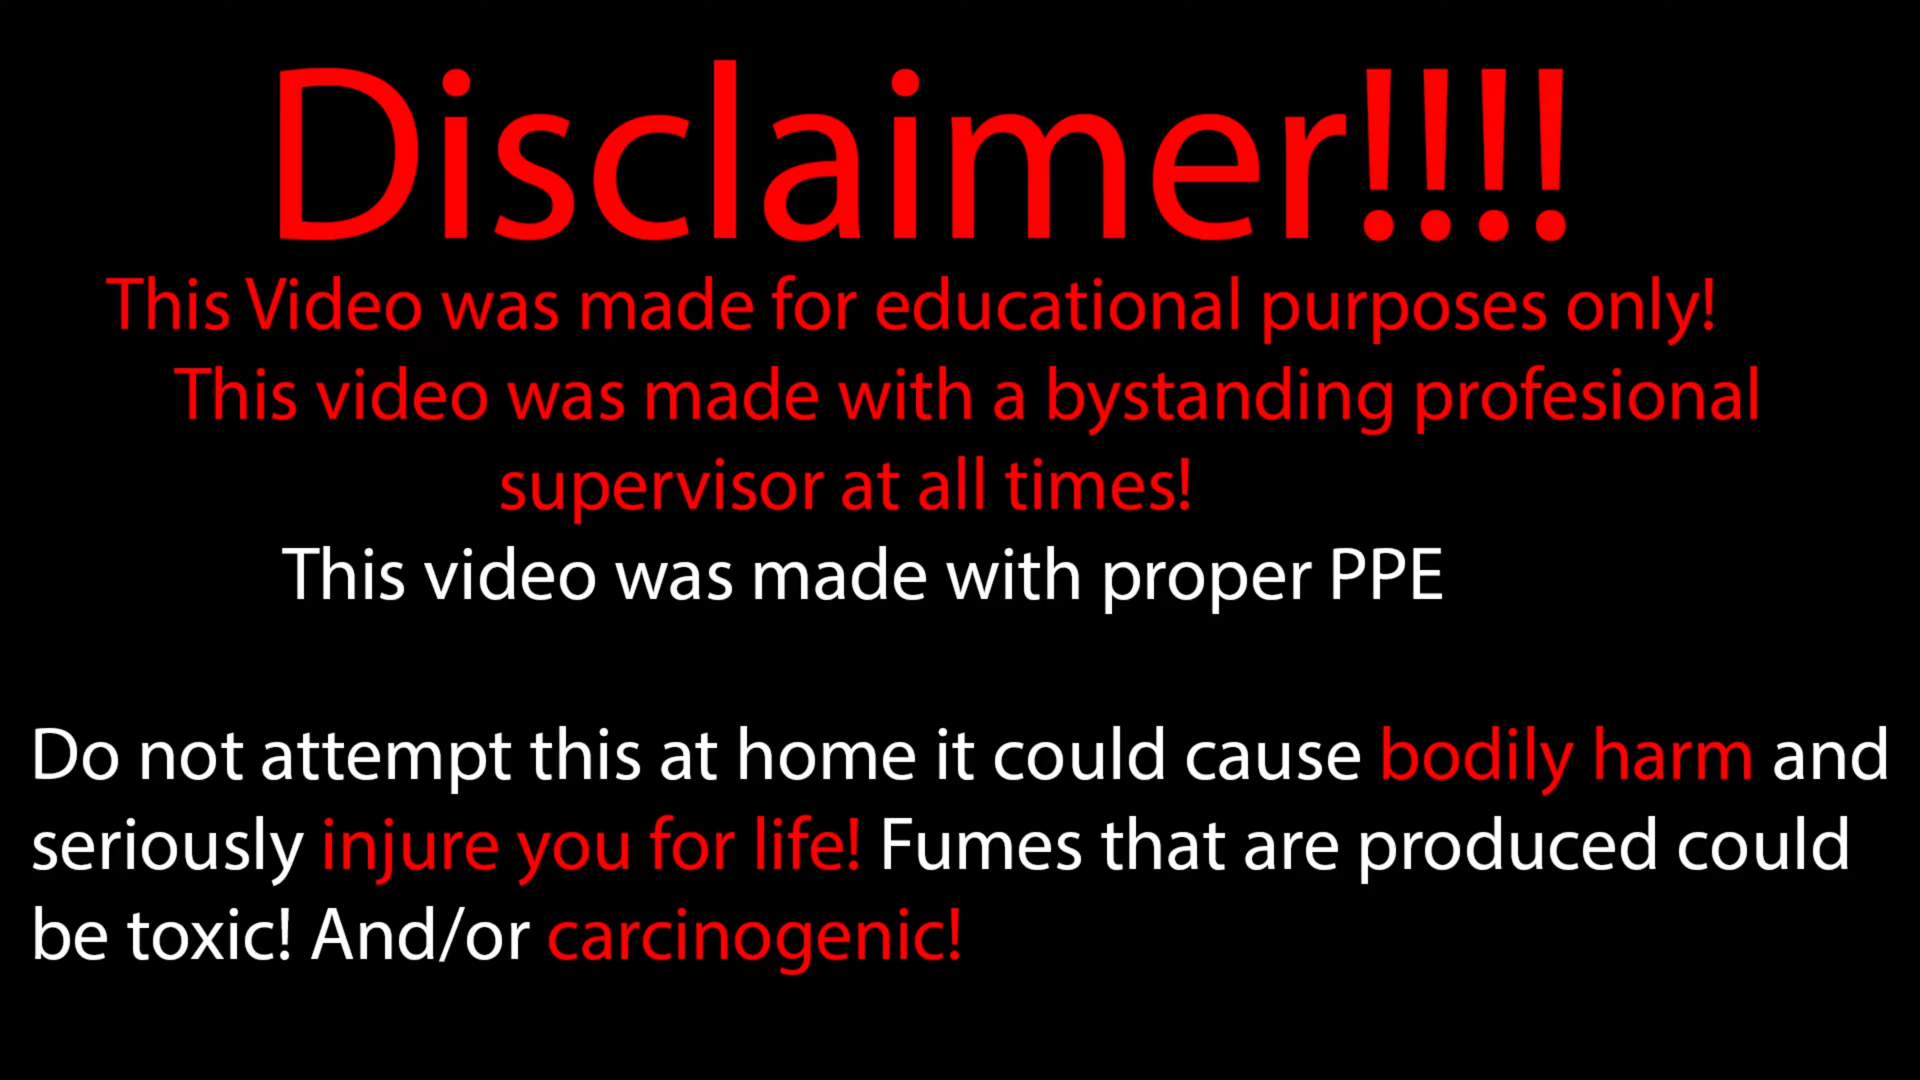 Disclaimer!!!!
This Video was made for educational purposes only!
This video was made with a bystanding profesional
supervisor at all times!
This video was made with proper PPE
Do not attempt this at home it could cause bodily harm and
seriously injure you for life! Fumes that are produced could
be toxic! And/or carcinogenic!